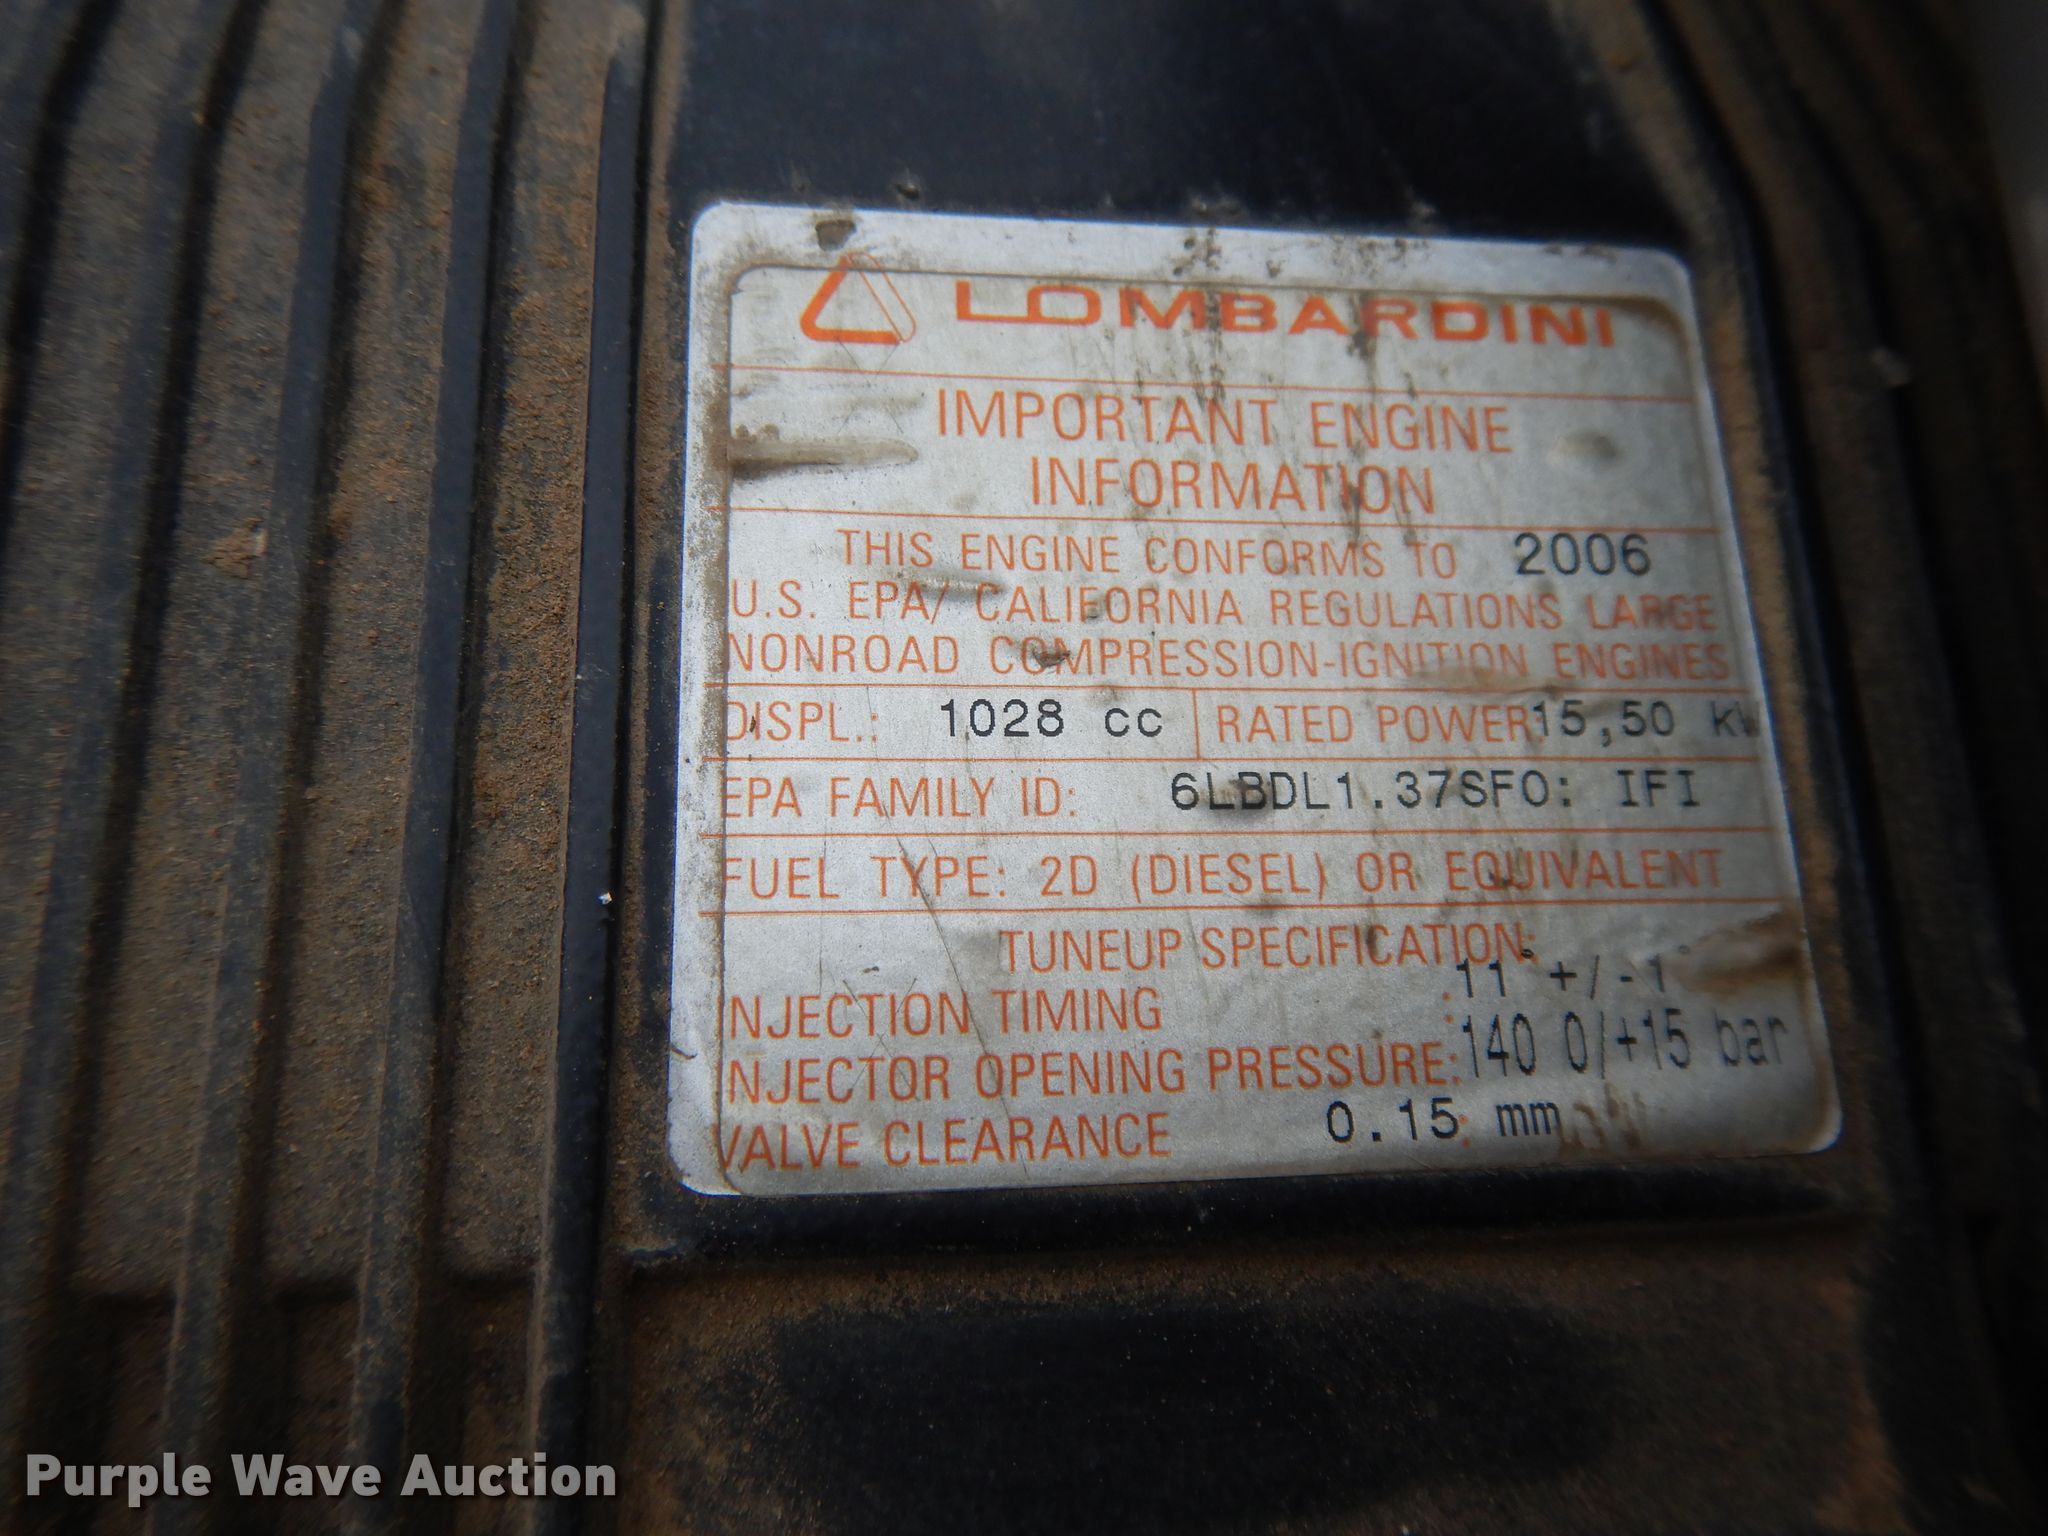 LOMBARDINI
IMPORTANT ENGINE
INFORMATION
THIS ENGINE CONFORMS TO 2006
U.S. EPA/ CALIFORNIA REGULATIONS LARGE
NONROAD COMPRESSION-IGNITION ENGINES
DISPL.: 1028 cc RATED POWER: 15,50 kW
EPA FAMILY ID: 6LBDL1.37SFO: IFI
FUEL TYPE: 2D (DIESEL) OR EQUIVALENT
TUNEUP SPECIFICATION:
NJECTION TIMING : 11°+/-1°
NJECTOR OPENING PRESSURE: 140 0/+15 bar
VALVE CLEARANCE 0.15 : mm
Purple Wave Auction